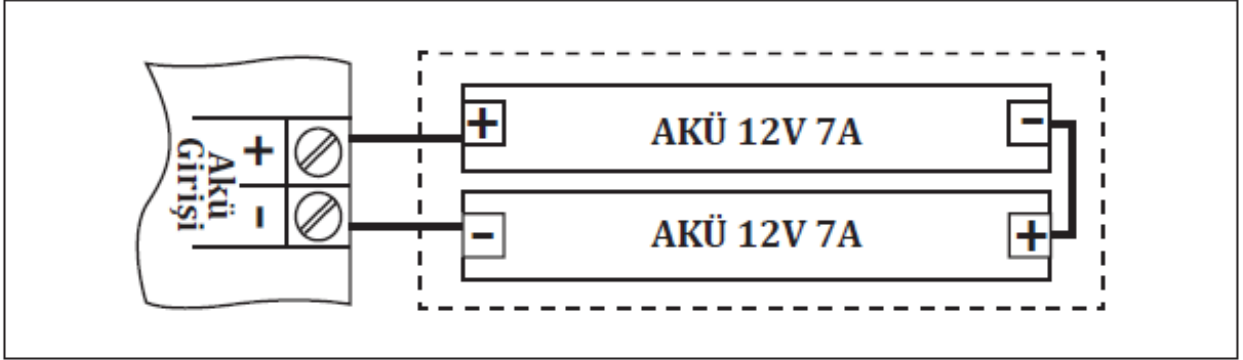 Akü
Girişi
+
-
+
AKÜ 12V 7A
-
-
AKÜ 12V 7A
+